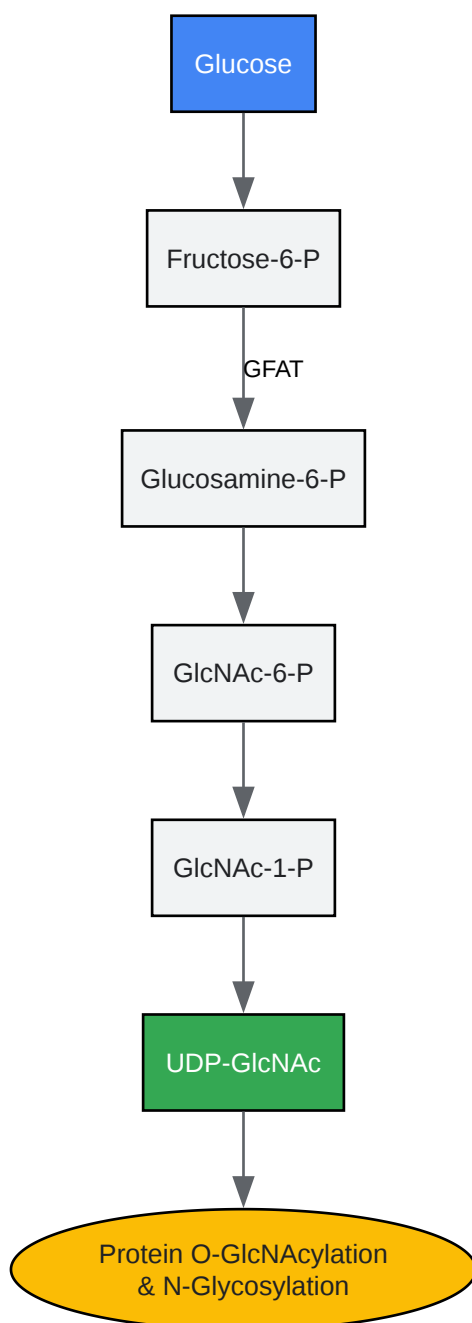 Glucose
Fructose-6-P
GFAT
Glucosamine-6-P
GlcNAc-6-P
GlcNAc-1-P
UDP-GlcNAc
Protein O-GlcNAcylation
& N-Glycosylation